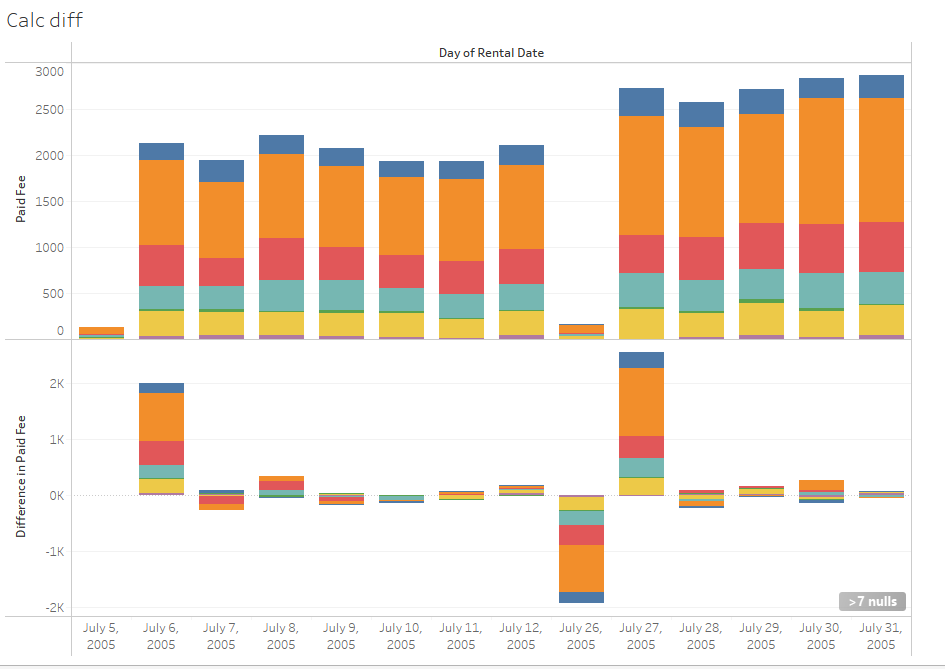 Calc diff
Day of Rental Date
Paid Fee
3000
2500
2000
1500
1000
500
0
Difference in Paid Fee
2K
1K
0K
-1K
-2K
>7 nulls
July 5,
2005
July 6,
2005
July 7,
2005
July 8,
2005
July 9,
2005
July 10,
2005
July 11,
2005
July 12,
2005
July 26,
2005
July 27,
2005
July 28,
2005
July 29,
2005
July 30,
2005
July 31,
2005